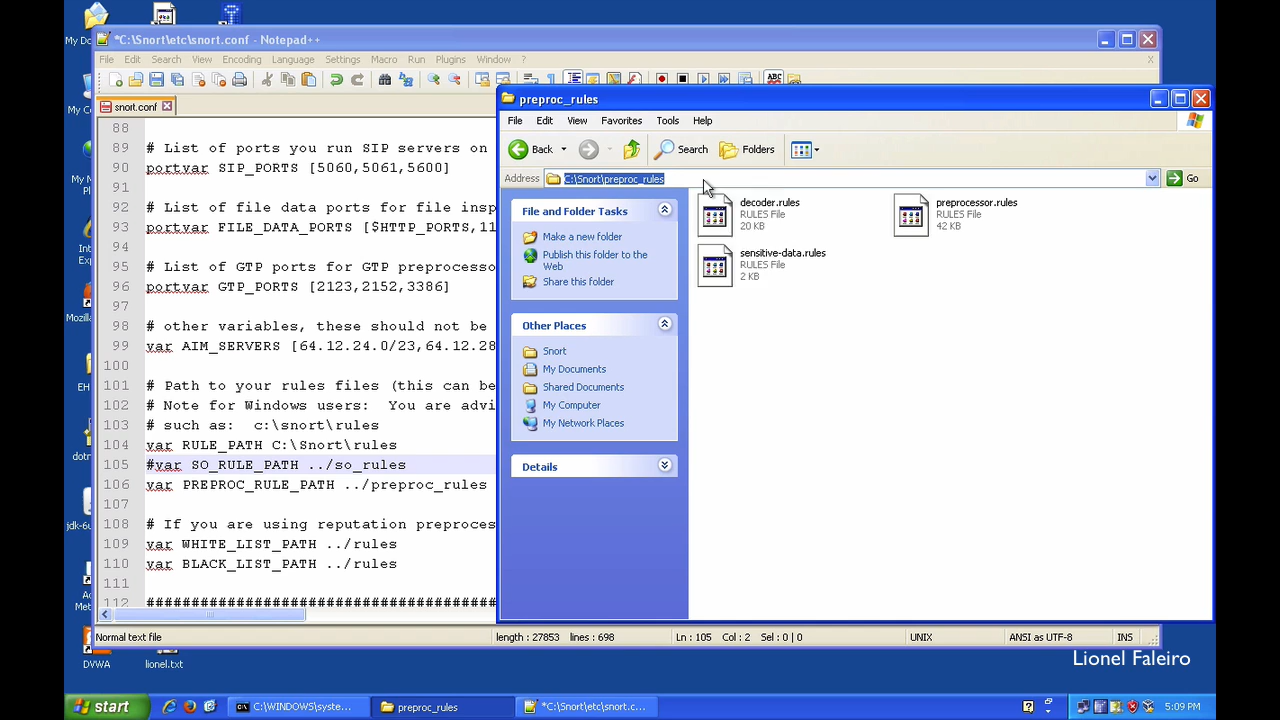 My D
*C:\Snort\etc\snort.conf - Notepad++
File Edit Search View Encoding Language Settings Macro Run Plugins Window ?
X
snort.conf
88
89 # List of ports you run SIP servers on
90 portvar SIP_PORTS [5060,5061,5600]
91
92 # List of file data ports for file insp
93 portvar FILE_DATA_PORTS [$HTTP_PORTS,11
94
95 # List of GTP ports for GTP preprocesso
96 portvar GTP_PORTS [2123,2152,3386]
97
98 # other variables, these should not be
99 var AIM_SERVERS [64.12.24.0/23,64.12.28
100
101 # Path to your rules files (this can be
102 # Note for Windows users:  You are advi
103 # such as:  c:\snort\rules
104 var RULE_PATH C:\Snort\rules
105 #var SO_RULE_PATH ../so_rules
106 var PREPROC_RULE_PATH ../preproc_rules
107
108 # If you are using reputation preproces
109 var WHITE_LIST_PATH ../rules
110 var BLACK_LIST_PATH ../rules
111
112 #######################################
preproc_rules
File Edit View Favorites Tools Help
Back Search Folders
Address C:\Snort\preproc_rules Go
File and Folder Tasks
Make a new folder
Publish this folder to the
Web
Share this folder
Other Places
Snort
My Documents
Shared Documents
My Computer
My Network Places
Details
decoder.rules
RULES File
20 KB
preprocessor.rules
RULES File
42 KB
sensitive-data.rules
RULES File
2 KB
Normal text file length : 27853 lines : 698 Ln : 105 Col : 2 Sel : 0 | 0 UNIX ANSI as UTF-8 INS
DVWA
lionel.txt
Lionel Faleiro
start C:\WINDOWS\syste... preproc_rules *C:\Snort\etc\snort.c... 5:09 PM